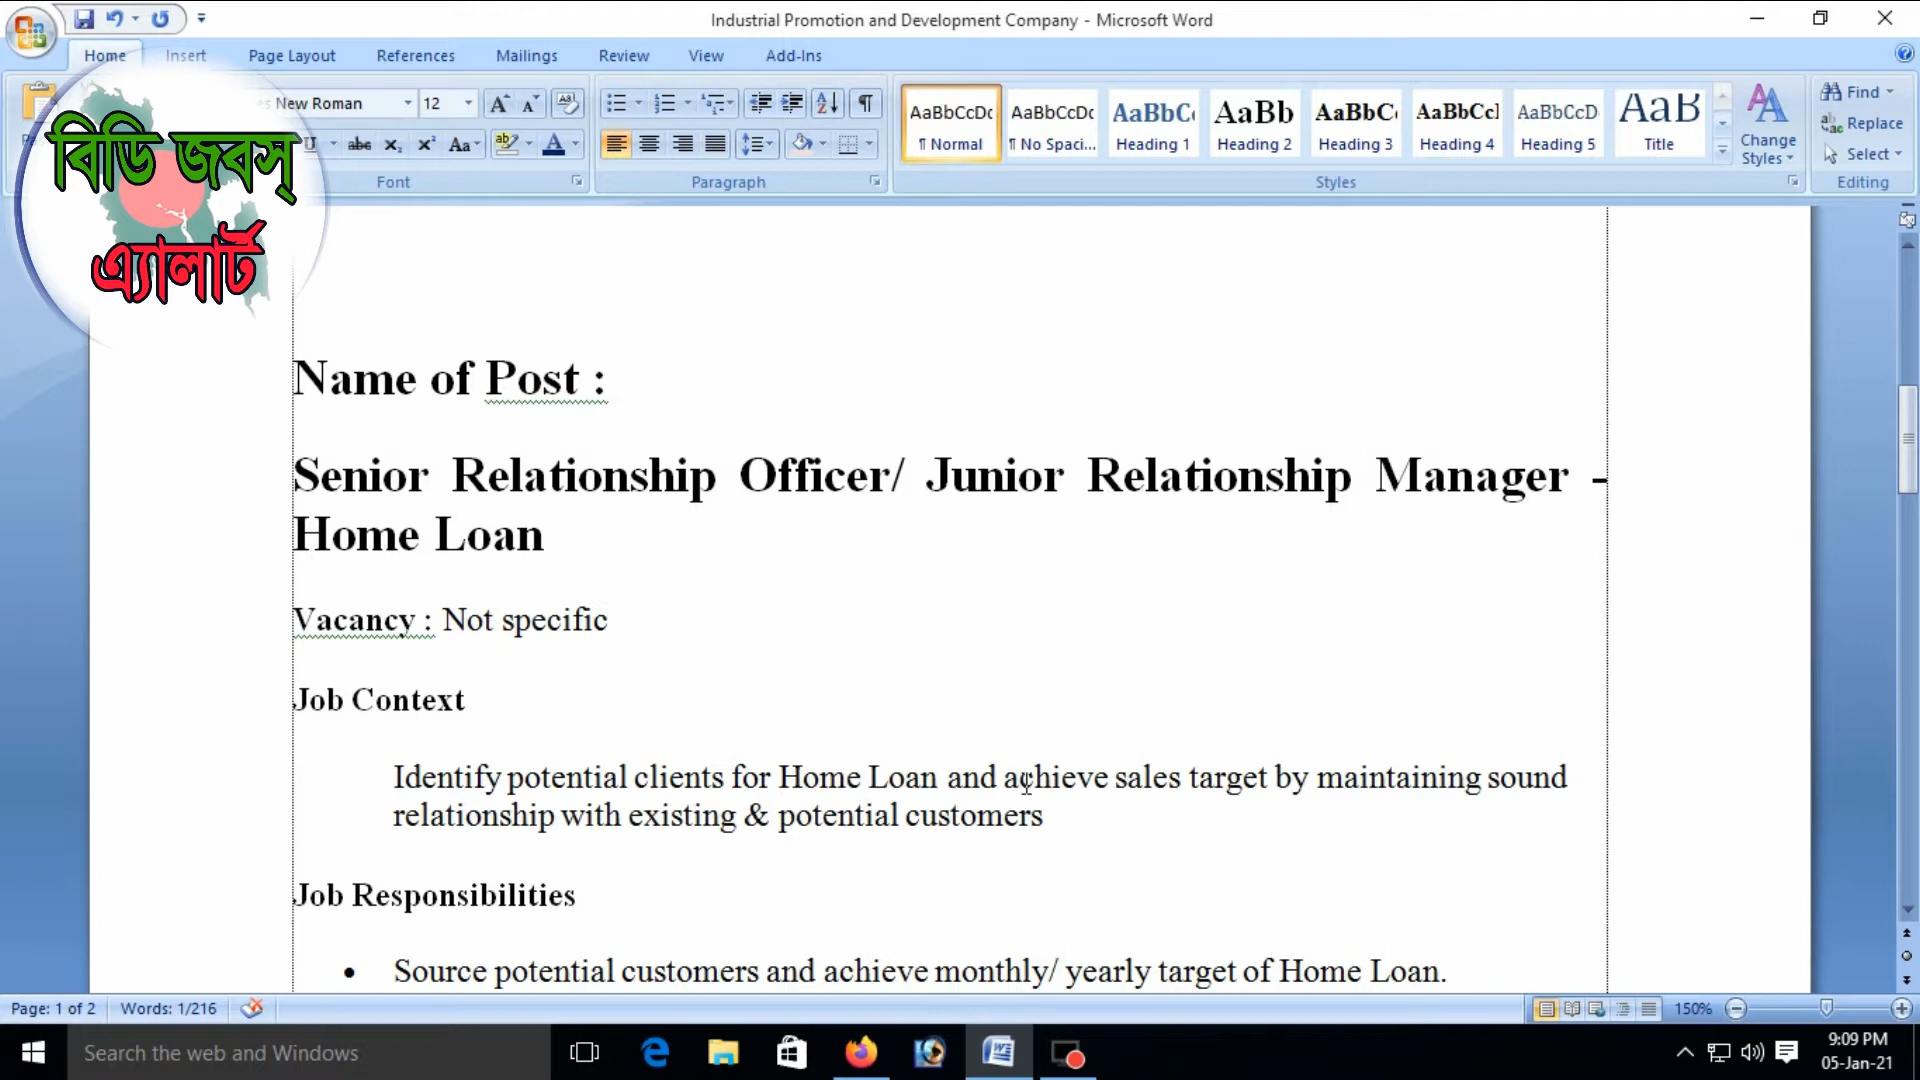 Industrial Promotion and Development Company - Microsoft Word
Home Insert Page Layout References Mailings Review View Add-Ins
New Roman 12
Font
Paragraph
AaBbCcDc ¶ Normal
AaBbCcDc ¶ No Spaci...
AaBbC Heading 1
AaBb Heading 2
AaBbC Heading 3
AaBbCcI Heading 4
AaBbCcD Heading 5
AaB Title
Change Styles
Styles
Find
Replace
Select
Editing
বিডি জবস্
এ্যালার্ট
Name of Post :
Senior Relationship Officer/ Junior Relationship Manager -
Home Loan
Vacancy : Not specific
Job Context
Identify potential clients for Home Loan and achieve sales target by maintaining sound
relationship with existing & potential customers
Job Responsibilities
• Source potential customers and achieve monthly/ yearly target of Home Loan.
Page: 1 of 2 Words: 1/216 150%
Search the web and Windows
9:09 PM
05-Jan-21